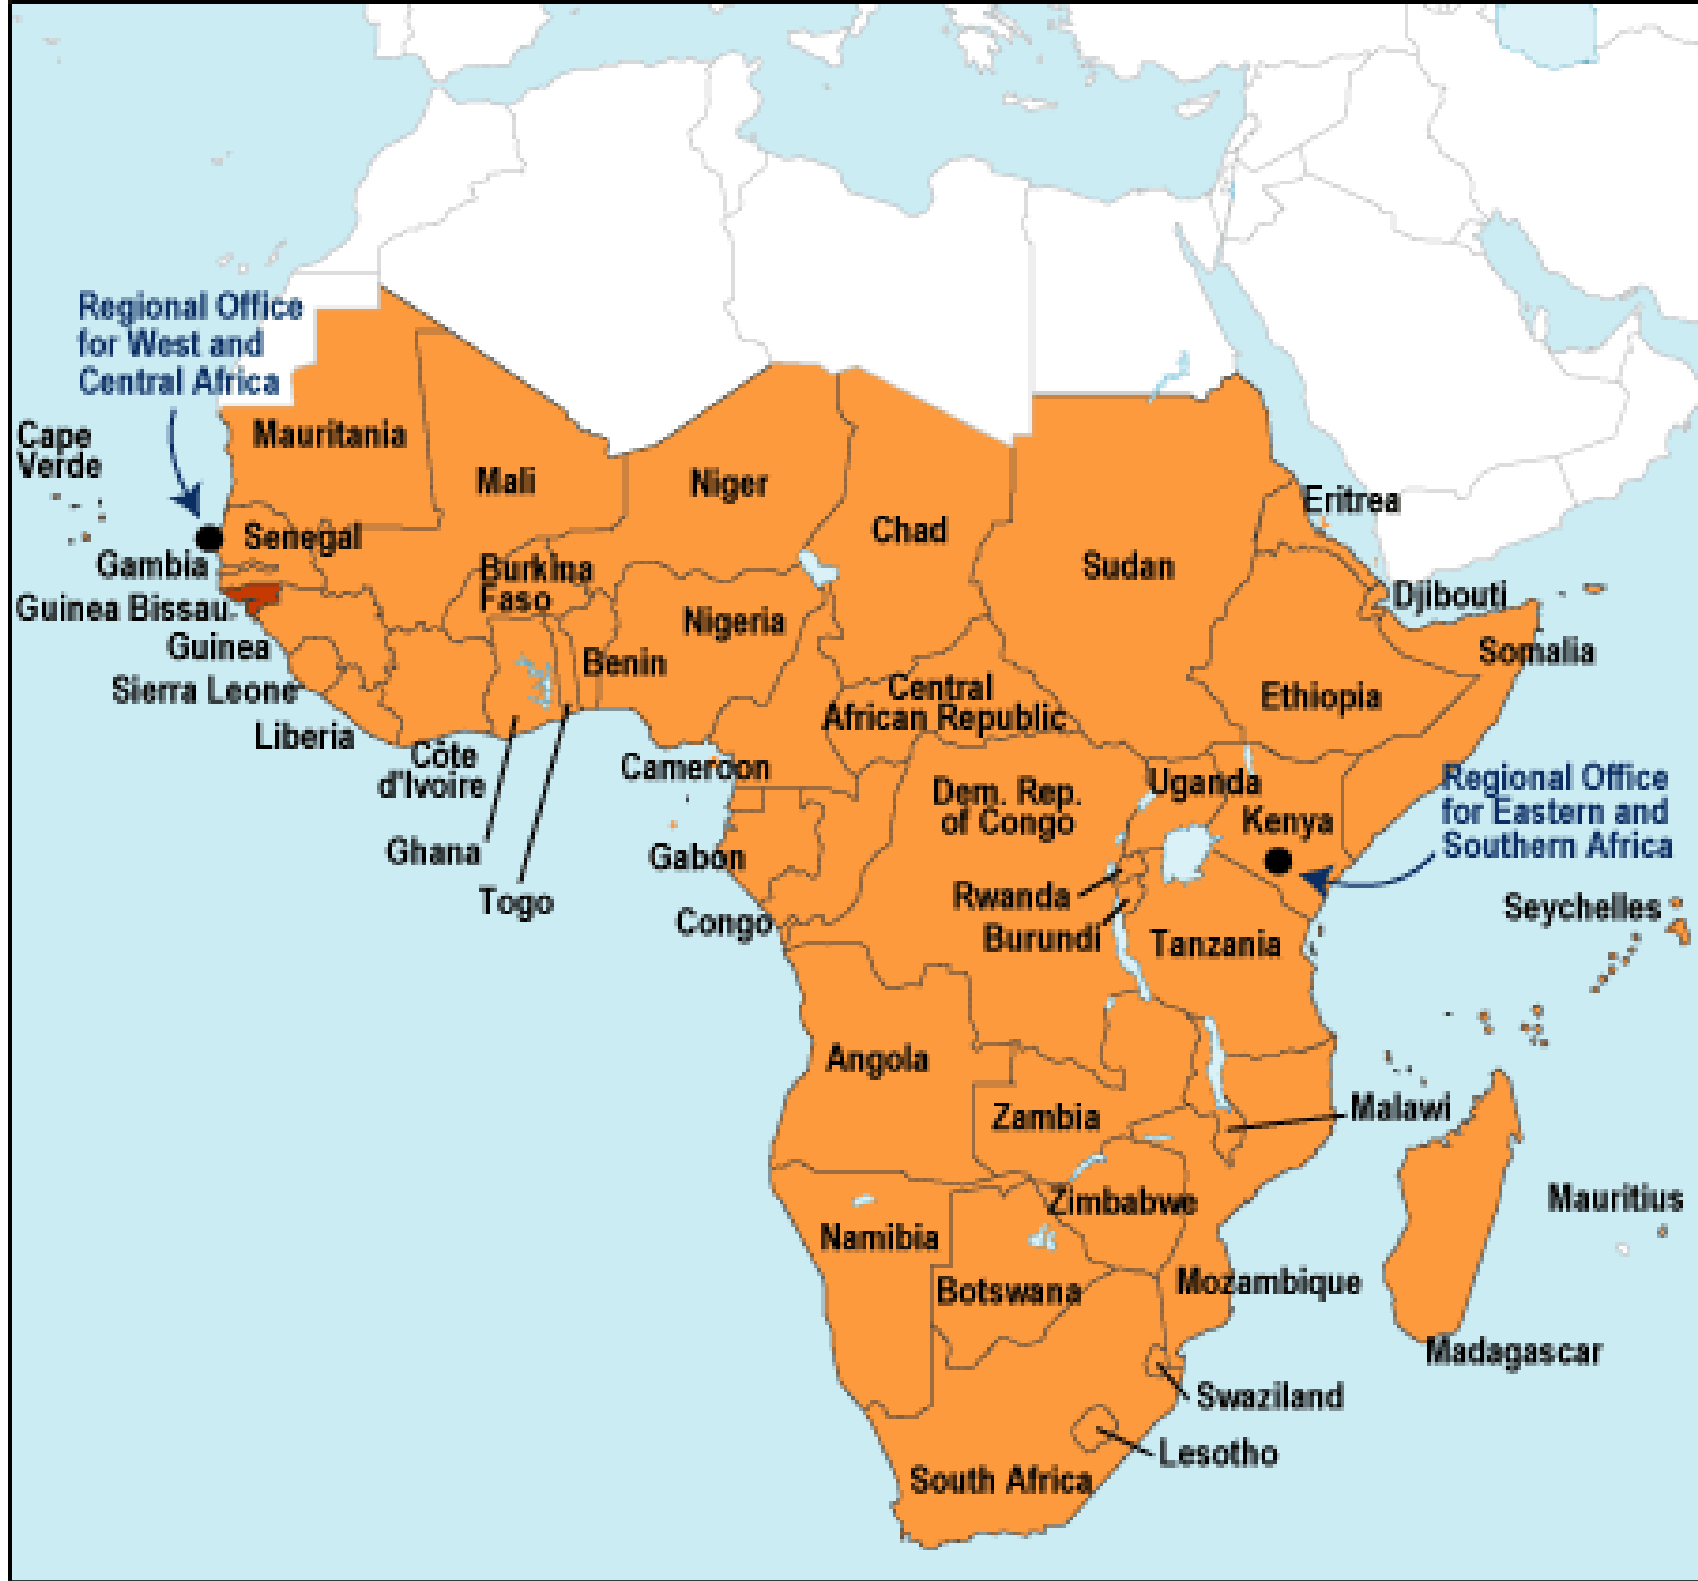 Regional Office
for West and
Central Africa
Cape
Verde
Mauritania
Mali
Niger
Chad
Sudan
Eritrea
Senegal
Gambia
Guinea Bissau
Guinea
Sierra Leone
Liberia
Côte
d'Ivoire
Burkina
Faso
Ghana
Togo
Benin
Nigeria
Cameroon
Central
African Republic
Djibouti
Somalia
Ethiopia
Uganda
Kenya
Regional Office
for Eastern and
Southern Africa
Dem. Rep.
of Congo
Gabon
Congo
Rwanda
Burundi
Tanzania
Seychelles
Angola
Zambia
Malawi
Zimbabwe
Mauritius
Namibia
Botswana
Mozambique
Madagascar
Swaziland
Lesotho
South Africa